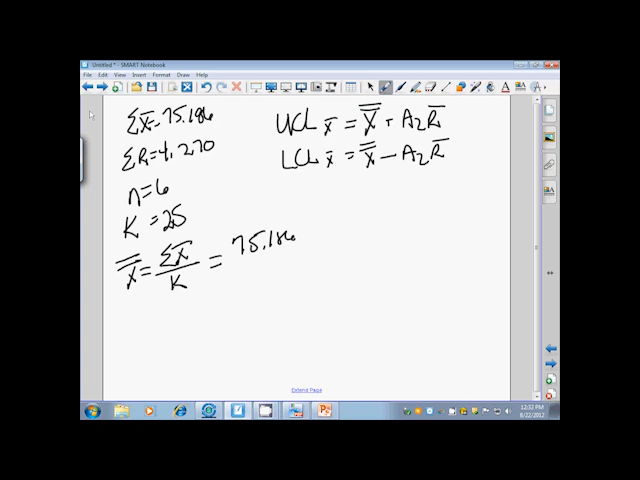 Untitled * - SMART Notebook
File Edit View Insert Format Draw Help
ΣX̄=75.186
ΣR=4.270
n=6
K=25
X̿=ΣX̄/K=75.186
UCL x̄ = X̿ + A₂R̄
LCL x̄ = X̿ - A₂R̄
Extend Page
12:32 PM
8/22/2012